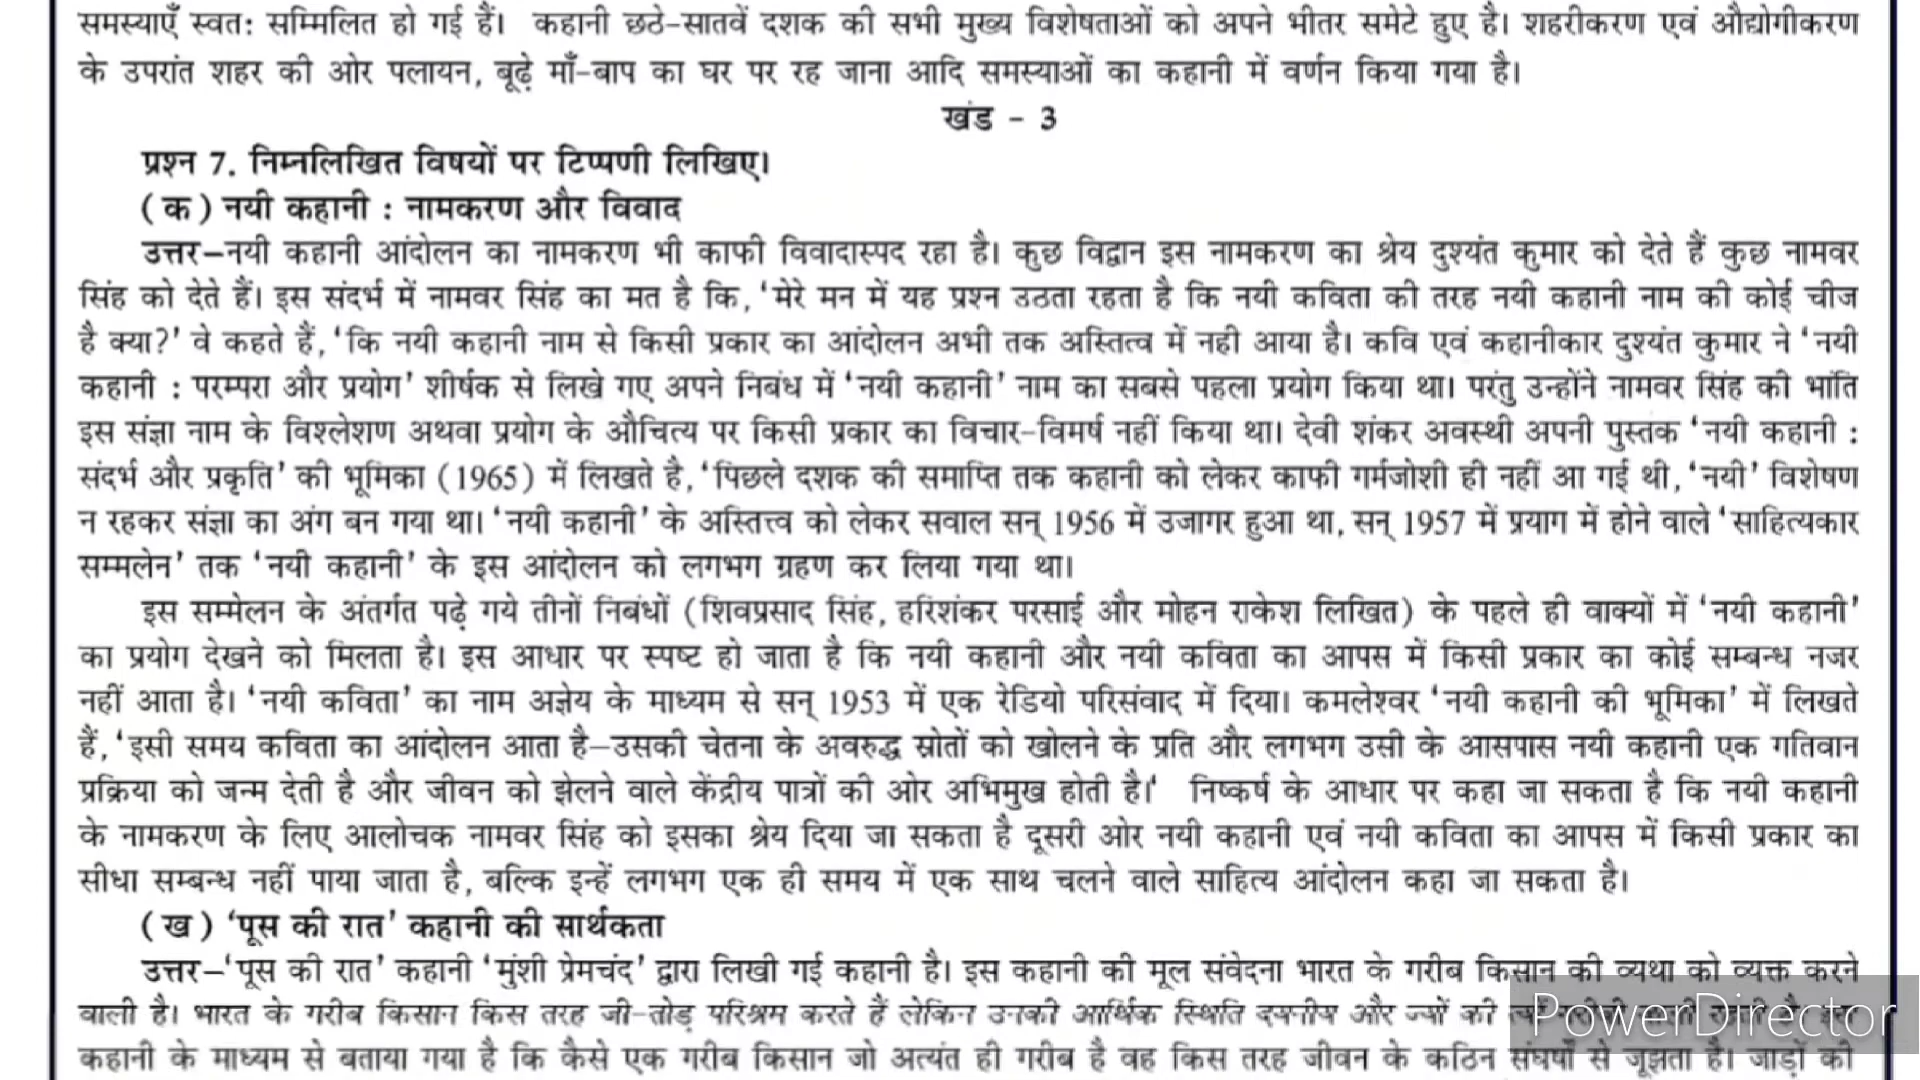 समस्याएँ स्वत: सम्मिलित हो गई हैं। कहानी छठे-सातवें दशक की सभी मुख्य विशेषताओं को अपने भीतर समेटे हुए है। शहरीकरण एवं औद्योगीकरण
के उपरांत शहर की ओर पलायन, बूढ़े माँ-बाप का घर पर रह जाना आदि समस्याओं का कहानी में वर्णन किया गया है।
खंड - 3
प्रश्न 7. निम्नलिखित विषयों पर टिप्पणी लिखिए।
(क) नयी कहानी : नामकरण और विवाद
उत्तर–नयी कहानी आंदोलन का नामकरण भी काफी विवादास्पद रहा है। कुछ विद्वान इस नामकरण का श्रेय दुश्यंत कुमार को देते हैं कुछ नामवर
सिंह को देते हैं। इस संदर्भ में नामवर सिंह का मत है कि, 'मेरे मन में यह प्रश्न उठता रहता है कि नयी कविता की तरह नयी कहानी नाम की कोई चीज
है क्या?' वे कहते हैं, 'कि नयी कहानी नाम से किसी प्रकार का आंदोलन अभी तक अस्तित्व में नही आया है। कवि एवं कहानीकार दुश्यंत कुमार ने 'नयी
कहानी : परम्परा और प्रयोग' शीर्षक से लिखे गए अपने निबंध में 'नयी कहानी' नाम का सबसे पहला प्रयोग किया था। परंतु उन्होंने नामवर सिंह की भांति
इस संज्ञा नाम के विश्लेशण अथवा प्रयोग के औचित्य पर किसी प्रकार का विचार-विमर्ष नहीं किया था। देवी शंकर अवस्थी अपनी पुस्तक 'नयी कहानी :
संदर्भ और प्रकृति' की भूमिका (1965) में लिखते है, 'पिछले दशक की समाप्ति तक कहानी को लेकर काफी गर्मजोशी ही नहीं आ गई थी, 'नयी' विशेषण
न रहकर संज्ञा का अंग बन गया था। 'नयी कहानी' के अस्तित्त्व को लेकर सवाल सन् 1956 में उजागर हुआ था, सन् 1957 में प्रयाग में होने वाले 'साहित्यकार
सम्मलेन' तक 'नयी कहानी' के इस आंदोलन को लगभग ग्रहण कर लिया गया था।
इस सम्मेलन के अंतर्गत पढ़े गये तीनों निबंधों (शिवप्रसाद सिंह, हरिशंकर परसाई और मोहन राकेश लिखित) के पहले ही वाक्यों में 'नयी कहानी'
का प्रयोग देखने को मिलता है। इस आधार पर स्पष्ट हो जाता है कि नयी कहानी और नयी कविता का आपस में किसी प्रकार का कोई सम्बन्ध नजर
नहीं आता है। 'नयी कविता' का नाम अज्ञेय के माध्यम से सन् 1953 में एक रेडियो परिसंवाद में दिया। कमलेश्वर 'नयी कहानी की भूमिका' में लिखते
हैं, 'इसी समय कविता का आंदोलन आता है–उसकी चेतना के अवरुद्ध स्रोतों को खोलने के प्रति और लगभग उसी के आसपास नयी कहानी एक गतिवान
प्रक्रिया को जन्म देती है और जीवन को झेलने वाले केंद्रीय पात्रों की ओर अभिमुख होती है।' निष्कर्ष के आधार पर कहा जा सकता है कि नयी कहानी
के नामकरण के लिए आलोचक नामवर सिंह को इसका श्रेय दिया जा सकता है दूसरी ओर नयी कहानी एवं नयी कविता का आपस में किसी प्रकार का
सीधा सम्बन्ध नहीं पाया जाता है, बल्कि इन्हें लगभग एक ही समय में एक साथ चलने वाले साहित्य आंदोलन कहा जा सकता है।
(ख) 'पूस की रात' कहानी की सार्थकता
उत्तर–'पूस की रात' कहानी 'मुंशी प्रेमचंद' द्वारा लिखी गई कहानी है। इस कहानी की मूल संवेदना भारत के गरीब किसान की व्यथा को व्यक्त करने
वाली है। भारत के गरीब किसान किस तरह जी-तोड़ परिश्रम करते हैं लेकिन उनकी आर्थिक स्थिति दयनीय और ज्यों की
कहानी के माध्यम से बताया गया है कि कैसे एक गरीब किसान जो अत्यंत ही गरीब है वह किस तरह जीवन के कठिन संघर्षों से जूझता है। जाड़ों की
PowerDirector